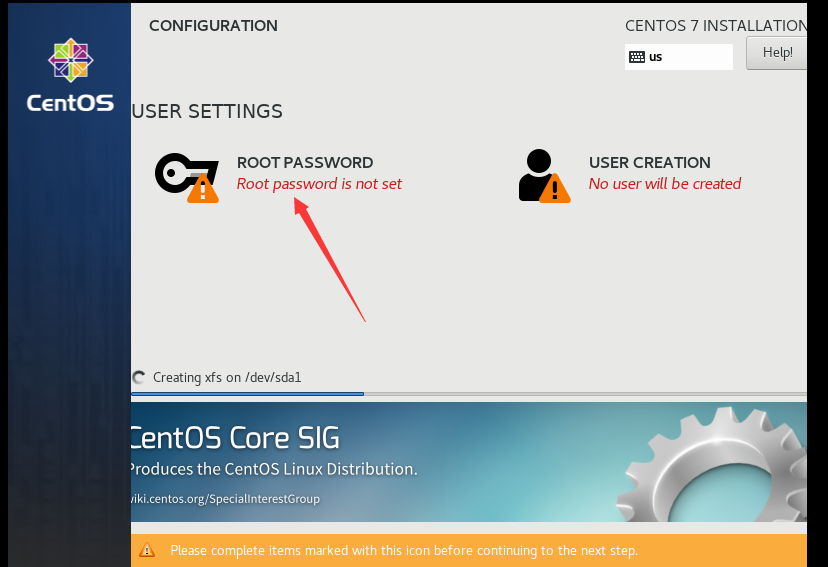 CentOS
CONFIGURATION
CENTOS 7 INSTALLATION
us
Help!
USER SETTINGS
ROOT PASSWORD
Root password is not set
USER CREATION
No user will be created
Creating xfs on /dev/sda1
CentOS Core SIG
Produces the CentOS Linux Distribution.
wiki.centos.org/SpecialInterestGroup
Please complete items marked with this icon before continuing to the next step.